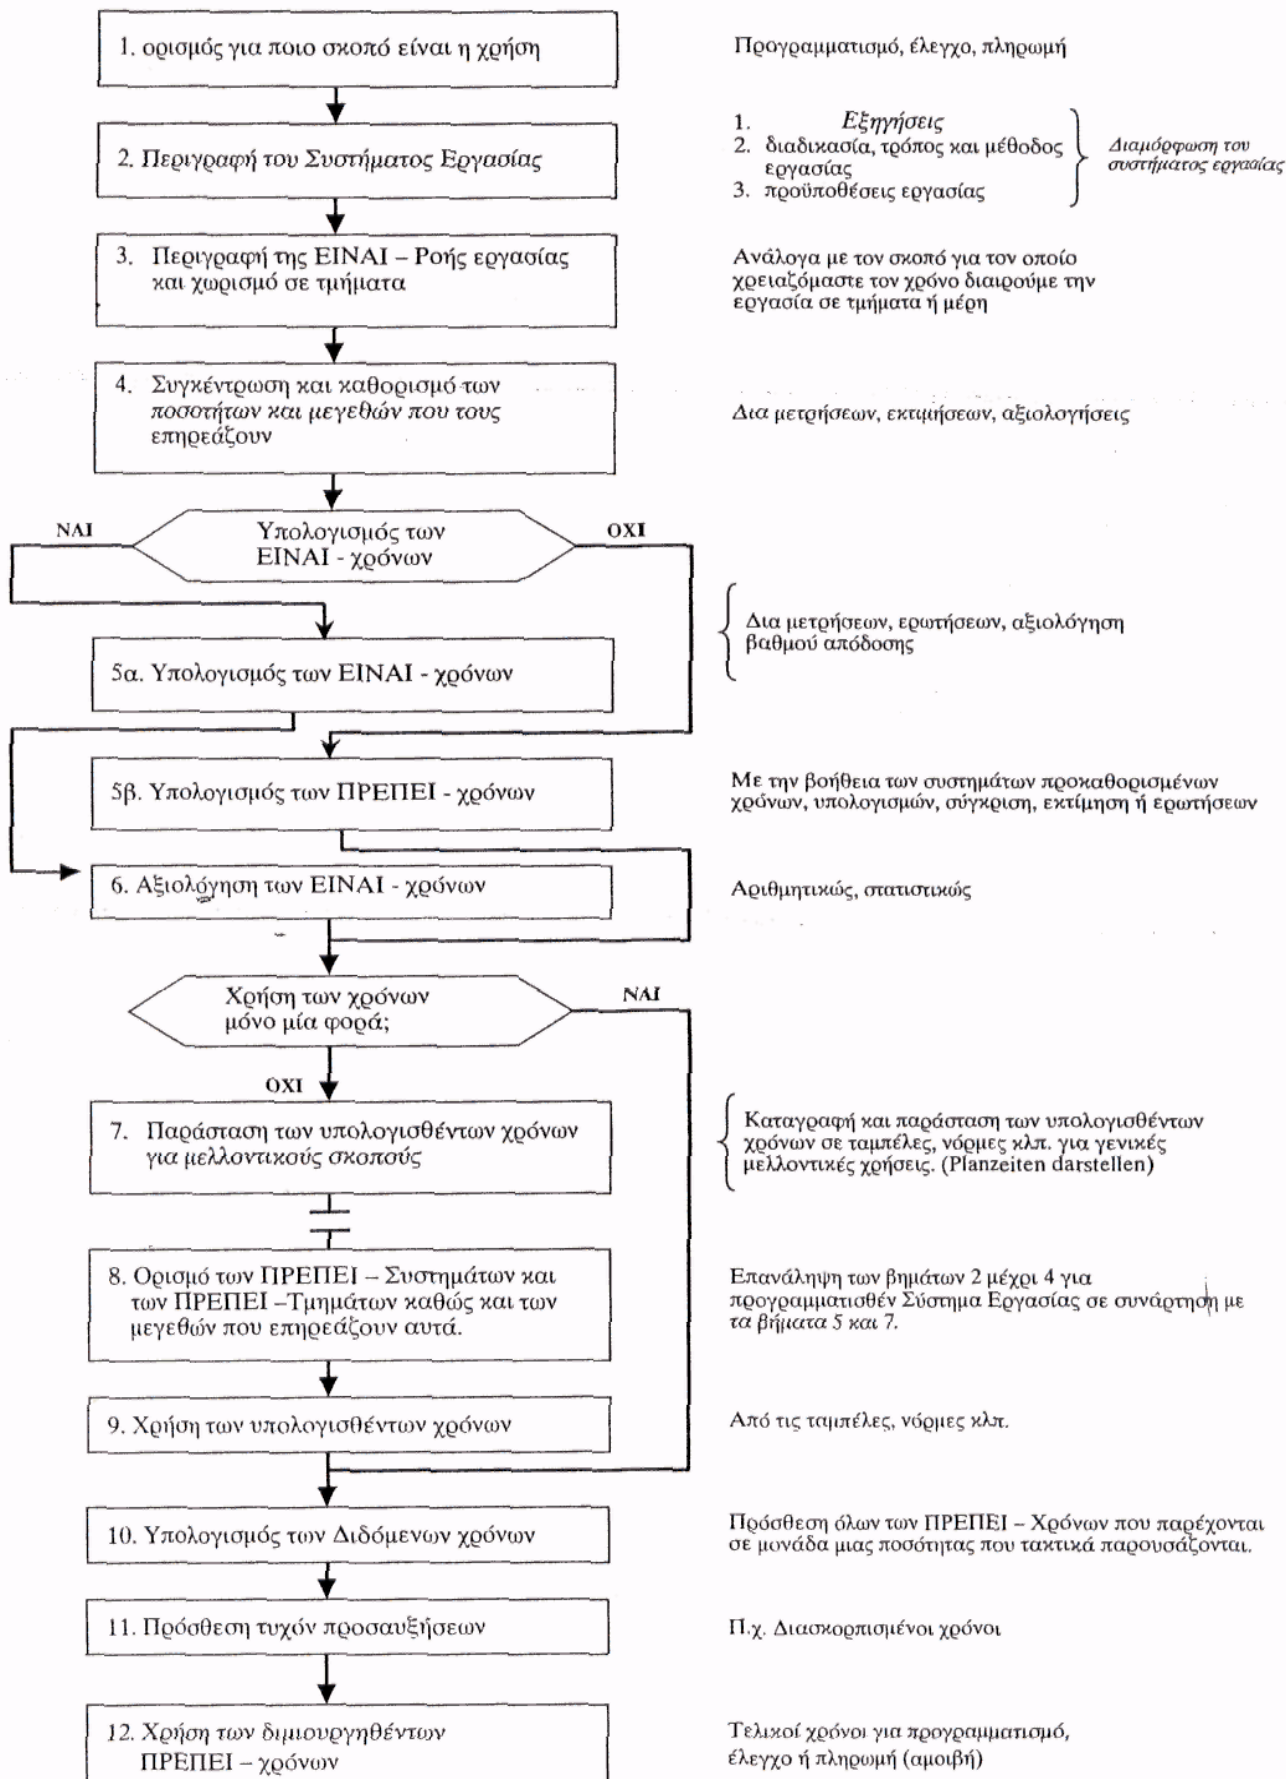 1. ορισμός για ποιο σκοπό είναι η χρήση
Προγραμματισμό, έλεγχο, πληρωμή
2. Περιγραφή του Συστήματος Εργασίας
1. Εξηγήσεις
2. διαδικασία, τρόπος και μέθοδος
εργασίας
3. προϋποθέσεις εργασίας
Διαμόρφωση του
συστήματος εργασίας
3. Περιγραφή της ΕΙΝΑΙ – Ροής εργασίας
και χωρισμό σε τμήματα
Ανάλογα με τον σκοπό για τον οποίο
χρειαζόμαστε τον χρόνο διαιρούμε την
εργασία σε τμήματα ή μέρη
4. Συγκέντρωση και καθορισμό των
ποσοτήτων και μεγεθών που τους
επηρεάζουν
Δια μετρήσεων, εκτιμήσεων, αξιολογήσεις
ΝΑΙ
Υπολογισμός των
ΕΙΝΑΙ - χρόνων
ΟΧΙ
5α. Υπολογισμός των ΕΙΝΑΙ - χρόνων
Δια μετρήσεων, ερωτήσεων, αξιολόγηση
βαθμού απόδοσης
5β. Υπολογισμός των ΠΡΕΠΕΙ - χρόνων
Με την βοήθεια των συστημάτων προκαθορισμένων
χρόνων, υπολογισμών, σύγκριση, εκτίμηση ή ερωτήσεων
6. Αξιολόγηση των ΕΙΝΑΙ - χρόνων
Αριθμητικώς, στατιστικώς
Χρήση των χρόνων
μόνο μία φορά;
ΝΑΙ
ΟΧΙ
7. Παράσταση των υπολογισθέντων χρόνων
για μελλοντικούς σκοπούς
Καταγραφή και παράσταση των υπολογισθέντων
χρόνων σε ταμπέλες, νόρμες κλπ. για γενικές
μελλοντικές χρήσεις. (Planzeiten darstellen)
8. Ορισμό των ΠΡΕΠΕΙ – Συστημάτων και
των ΠΡΕΠΕΙ –Τμημάτων καθώς και των
μεγεθών που επηρεάζουν αυτά.
Επανάληψη των βημάτων 2 μέχρι 4 για
προγραμματισθέν Σύστημα Εργασίας σε συνάρτηση με
τα βήματα 5 και 7.
9. Χρήση των υπολογισθέντων χρόνων
Από τις ταμπέλες, νόρμες κλπ.
10. Υπολογισμός των Διδόμενων χρόνων
Πρόσθεση όλων των ΠΡΕΠΕΙ – Χρόνων που παρέχονται
σε μονάδα μιας ποσότητας που τακτικά παρουσάζονται.
11. Πρόσθεση τυχόν προσαυξήσεων
Π.χ. Διασκορπισμένοι χρόνοι
12. Χρήση των διμιουργηθέντων
ΠΡΕΠΕΙ – χρόνων
Τελικοί χρόνοι για προγραμματισμό,
έλεγχο ή πληρωμή (αμοιβή)